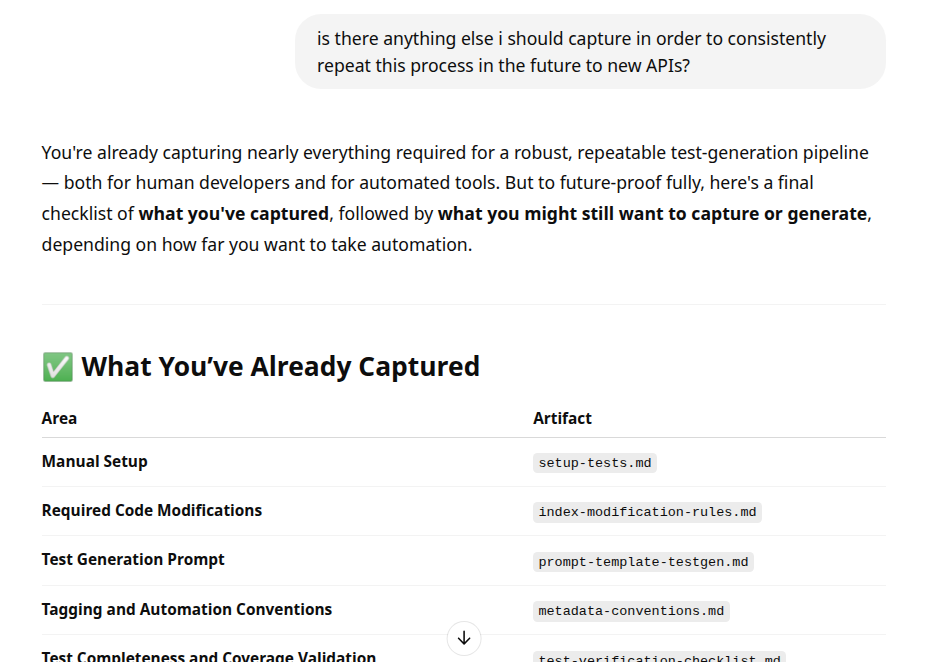 is there anything else i should capture in order to consistently
repeat this process in the future to new APIs?
You're already capturing nearly everything required for a robust, repeatable test-generation pipeline
— both for human developers and for automated tools. But to future-proof fully, here's a final
checklist of what you've captured, followed by what you might still want to capture or generate,
depending on how far you want to take automation.
✅ What You’ve Already Captured
Area Artifact
Manual Setup setup-tests.md
Required Code Modifications index-modification-rules.md
Test Generation Prompt prompt-template-testgen.md
Tagging and Automation Conventions metadata-conventions.md
Test Completeness and Coverage Validation test-verification-checklist.md